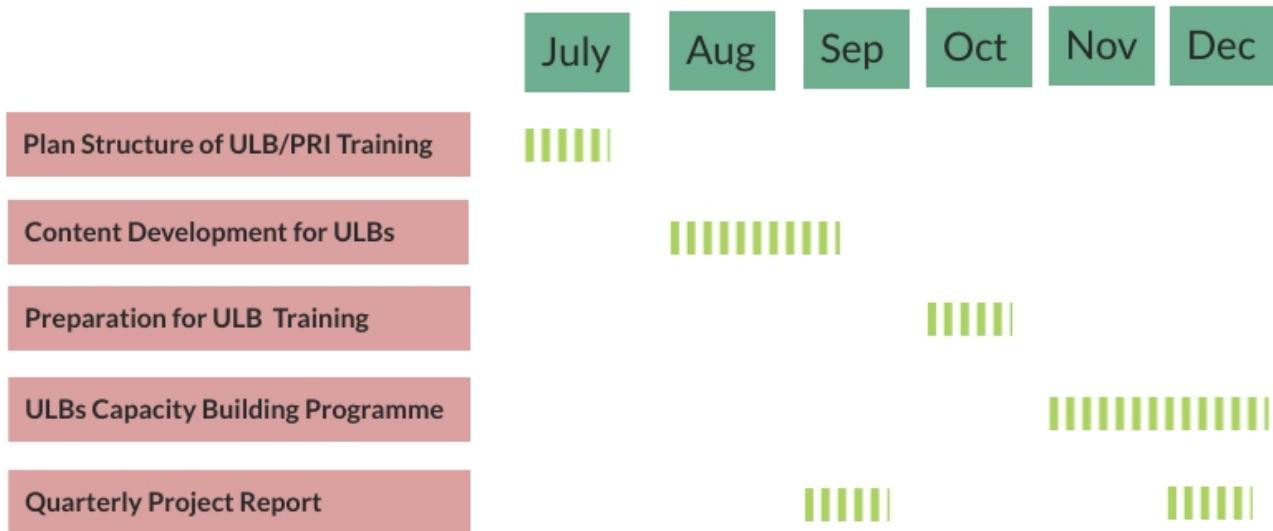 July Aug Sep Oct Nov Dec
Plan Structure of ULB/PRI Training
Content Development for ULBs
Preparation for ULB Training
ULBs Capacity Building Programme
Quarterly Project Report